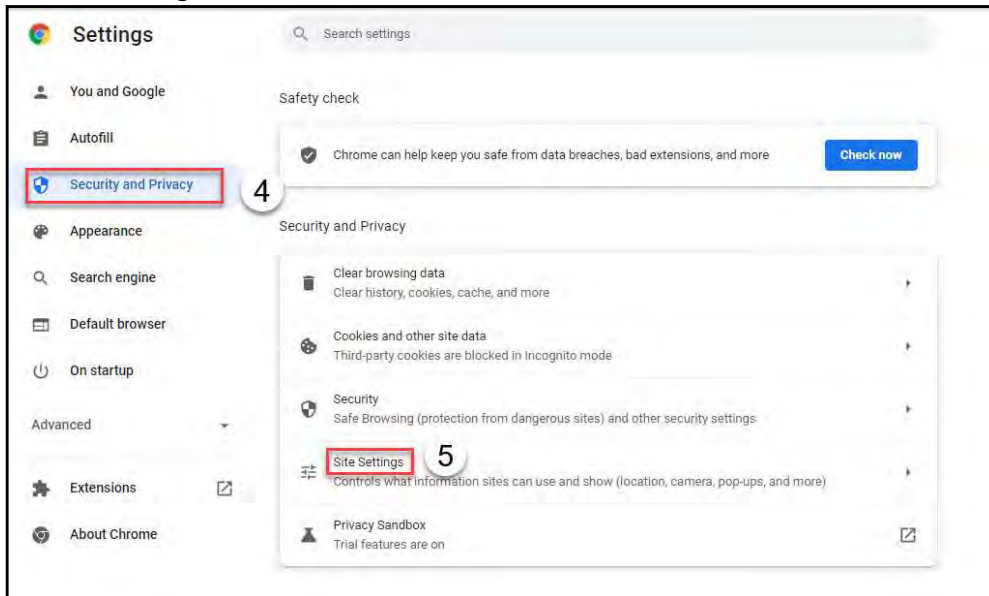 Settings
Search settings
You and Google
Autofill
Security and Privacy
4
Appearance
Search engine
Default browser
On startup
Advanced
Extensions
About Chrome
Safety check
Chrome can help keep you safe from data breaches, bad extensions, and more
Check now
Security and Privacy
Clear browsing data
Clear history, cookies, cache, and more
Cookies and other site data
Third-party cookies are blocked in Incognito mode
Security
Safe Browsing (protection from dangerous sites) and other security settings
Site Settings
5
Controls what information sites can use and show (location, camera, pop-ups, and more)
Privacy Sandbox
Trial features are on